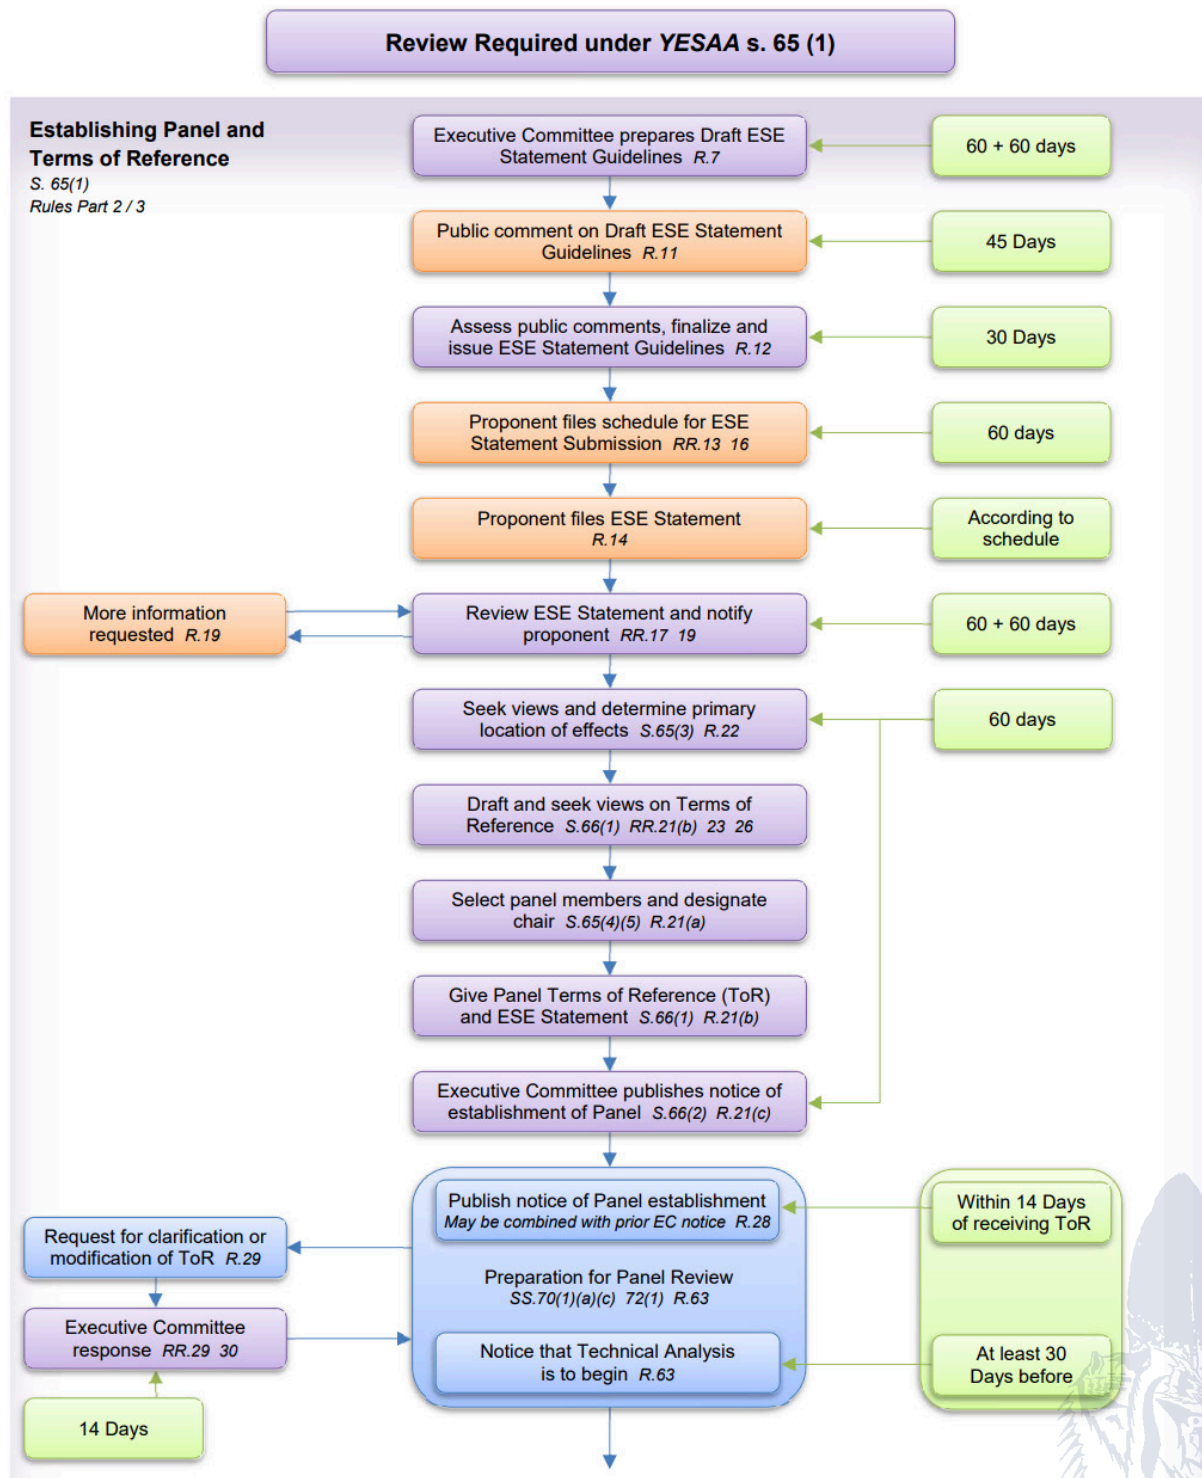 Review Required under YESAA s. 65 (1)
Establishing Panel and
Terms of Reference
S. 65(1)
Rules Part 2 / 3
Executive Committee prepares Draft ESE
Statement Guidelines R.7
60 + 60 days
Public comment on Draft ESE Statement
Guidelines R.11
45 Days
Assess public comments, finalize and
issue ESE Statement Guidelines R.12
30 Days
Proponent files schedule for ESE
Statement Submission RR.13 16
60 days
Proponent files ESE Statement
R.14
According to
schedule
More information
requested R.19
Review ESE Statement and notify
proponent RR.17 19
60 + 60 days
Seek views and determine primary
location of effects S.65(3) R.22
60 days
Draft and seek views on Terms of
Reference S.66(1) RR.21(b) 23 26
Select panel members and designate
chair S.65(4)(5) R.21(a)
Give Panel Terms of Reference (ToR)
and ESE Statement S.66(1) R.21(b)
Executive Committee publishes notice of
establishment of Panel S.66(2) R.21(c)
Publish notice of Panel establishment
May be combined with prior EC notice R.28
Within 14 Days
of receiving ToR
Request for clarification or
modification of ToR R.29
Preparation for Panel Review
SS.70(1)(a)(c) 72(1) R.63
Executive Committee
response RR.29 30
Notice that Technical Analysis
is to begin R.63
At least 30
Days before
14 Days